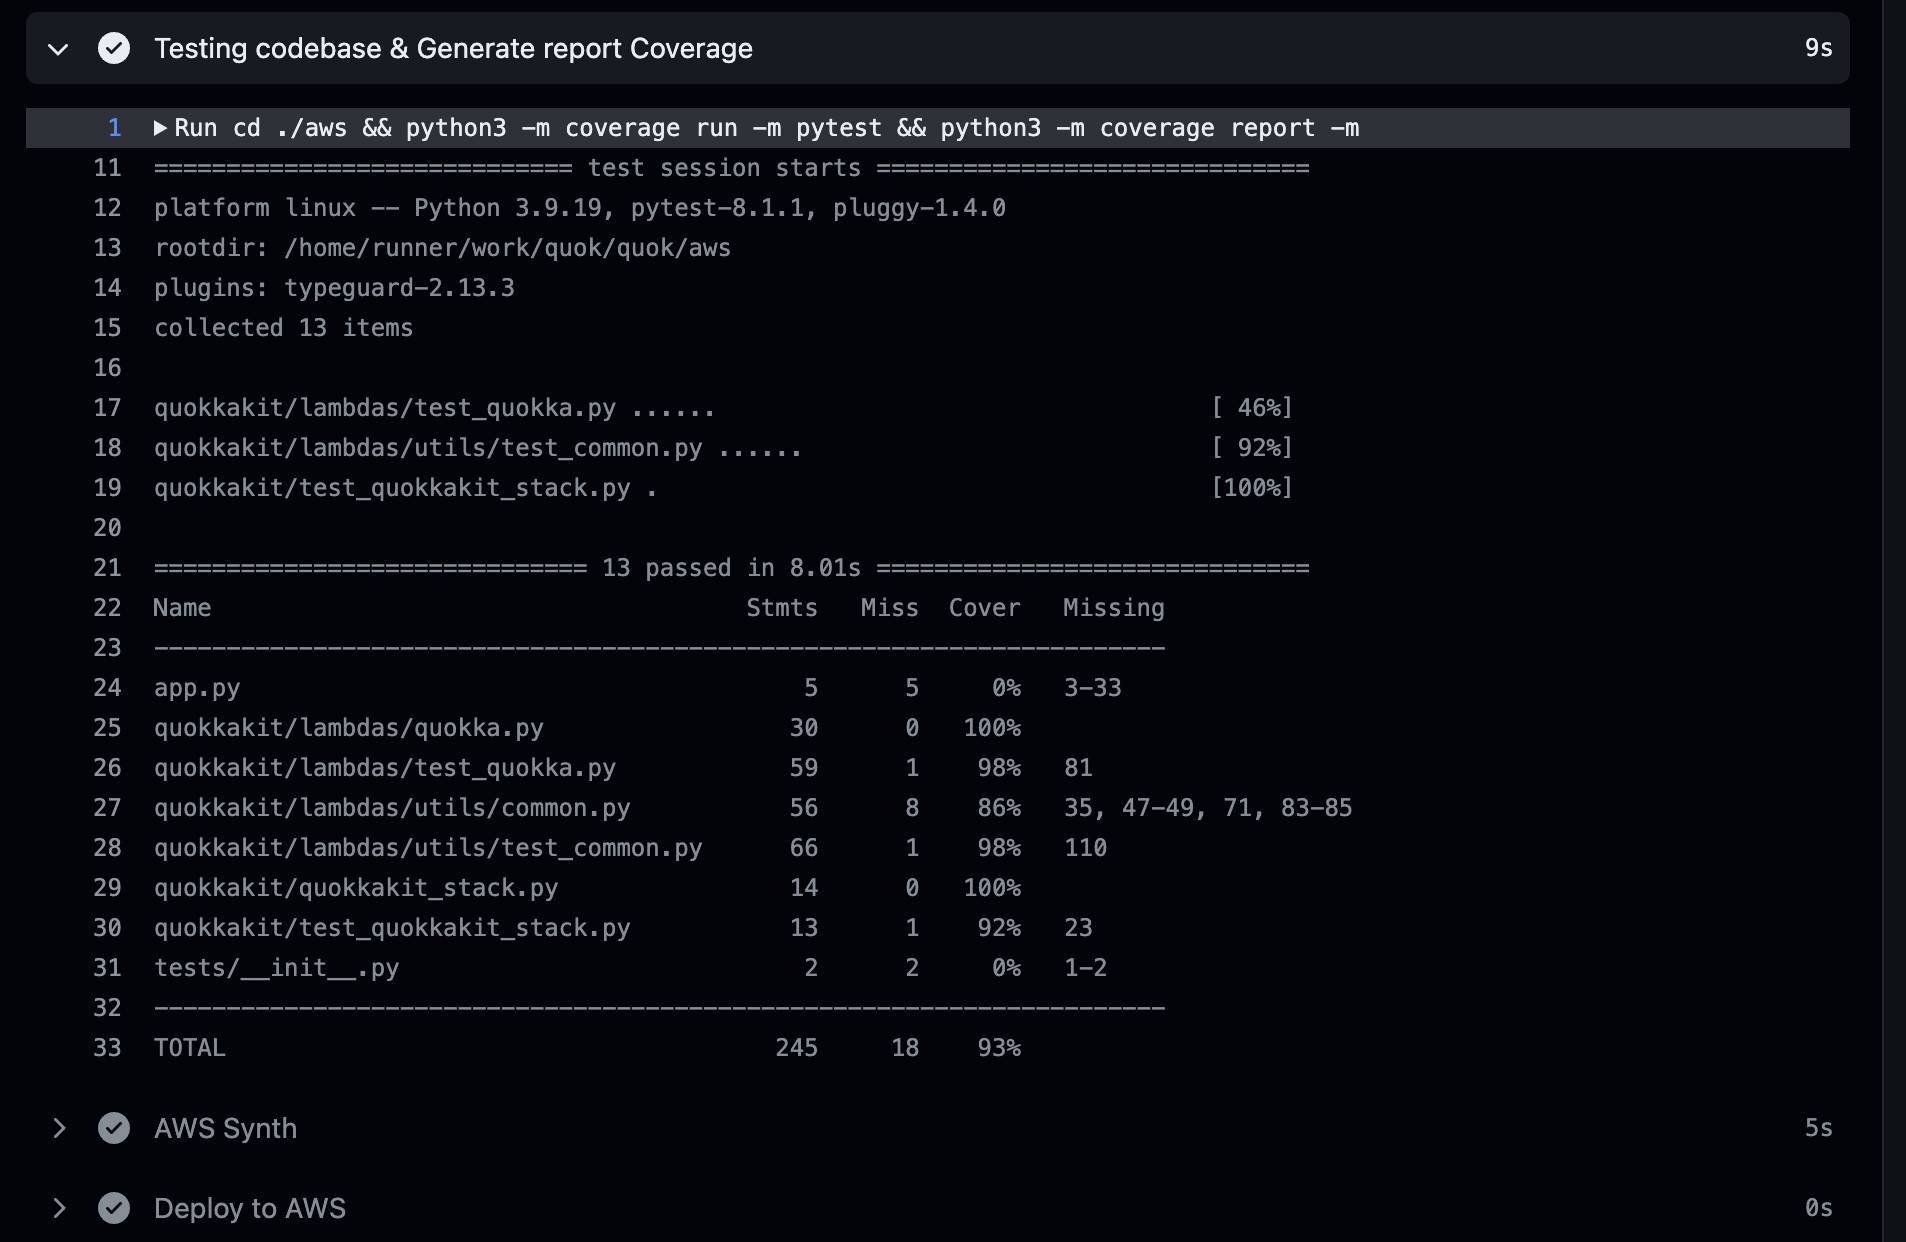 Testing codebase & Generate report Coverage 9s
1 Run cd ./aws && python3 -m coverage run -m pytest && python3 -m coverage report -m
11 ============================= test session starts ==============================
12 platform linux -- Python 3.9.19, pytest-8.1.1, pluggy-1.4.0
13 rootdir: /home/runner/work/quok/quok/aws
14 plugins: typeguard-2.13.3
15 collected 13 items
16
17 quokkakit/lambdas/test_quokka.py ...... [ 46%]
18 quokkakit/lambdas/utils/test_common.py ...... [ 92%]
19 quokkakit/test_quokkakit_stack.py . [100%]
20
21 ============================== 13 passed in 8.01s ==============================
22 Name Stmts Miss Cover Missing
23 ----------------------------------------------------------------------
24 app.py 5 5 0% 3-33
25 quokkakit/lambdas/quokka.py 30 0 100%
26 quokkakit/lambdas/test_quokka.py 59 1 98% 81
27 quokkakit/lambdas/utils/common.py 56 8 86% 35, 47-49, 71, 83-85
28 quokkakit/lambdas/utils/test_common.py 66 1 98% 110
29 quokkakit/quokkakit_stack.py 14 0 100%
30 quokkakit/test_quokkakit_stack.py 13 1 92% 23
31 tests/__init__.py 2 2 0% 1-2
32 ----------------------------------------------------------------------
33 TOTAL 245 18 93%
AWS Synth 5s
Deploy to AWS 0s